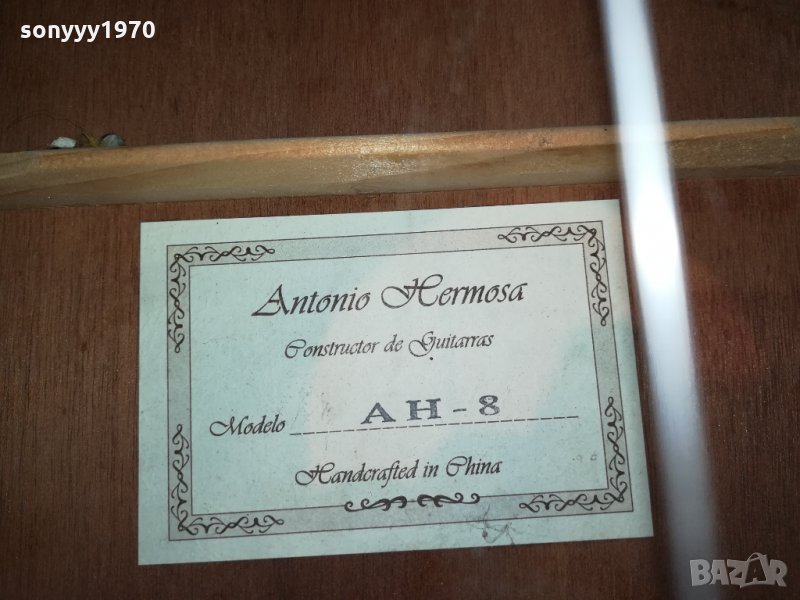 sonyyy1970
Antonio Hermosa
Constructor de Guitarras
Modelo AH-8
Handcrafted in China
BAZAR